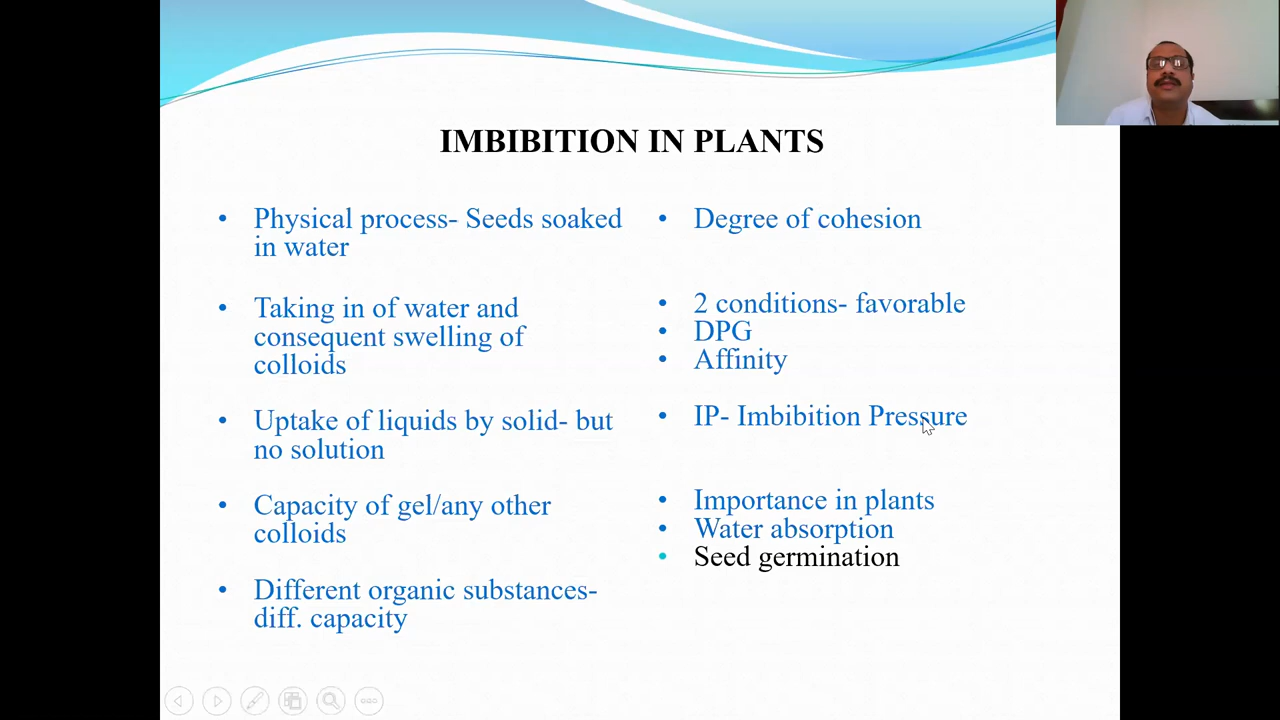 IMBIBITION IN PLANTS
• Physical process- Seeds soaked
in water
• Taking in of water and
consequent swelling of
colloids
• Uptake of liquids by solid- but
no solution
• Capacity of gel/any other
colloids
• Different organic substances-
diff. capacity
• Degree of cohesion
• 2 conditions- favorable
• DPG
• Affinity
• IP- Imbibition Pressure
• Importance in plants
• Water absorption
• Seed germination